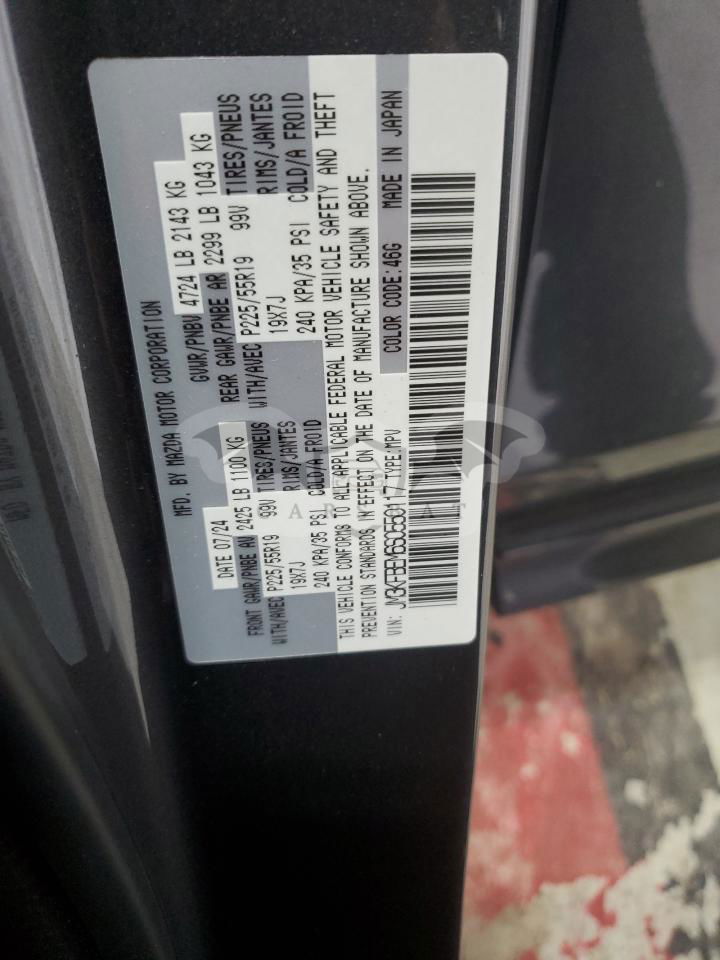 MFD. BY MAZDA MOTOR CORPORATION
DATE 07/24 GVWR/PNBV 4724 LB 2143 KG
FRONT GAWR/PNBE AV 2425 LB 1100 KG REAR GAWR/PNBE AR 2299 LB 1043 KG
WITH/AVEC P225/55R19 99V TIRES/PNEUS WITH/AVEC P225/55R19 99V TIRES/PNEUS
19X7J RIMS/JANTES 19X7J RIMS/JANTES
240 KPA/35 PSI COLD/A FROID 240 KPA/35 PSI COLD/A FROID
THIS VEHICLE CONFORMS TO ALL APPLICABLE FEDERAL MOTOR VEHICLE SAFETY AND THEFT
PREVENTION STANDARDS IN EFFECT ON THE DATE OF MANUFACTURE SHOWN ABOVE.
VIN: TYPE:MPV COLOR CODE:46G MADE IN JAPAN